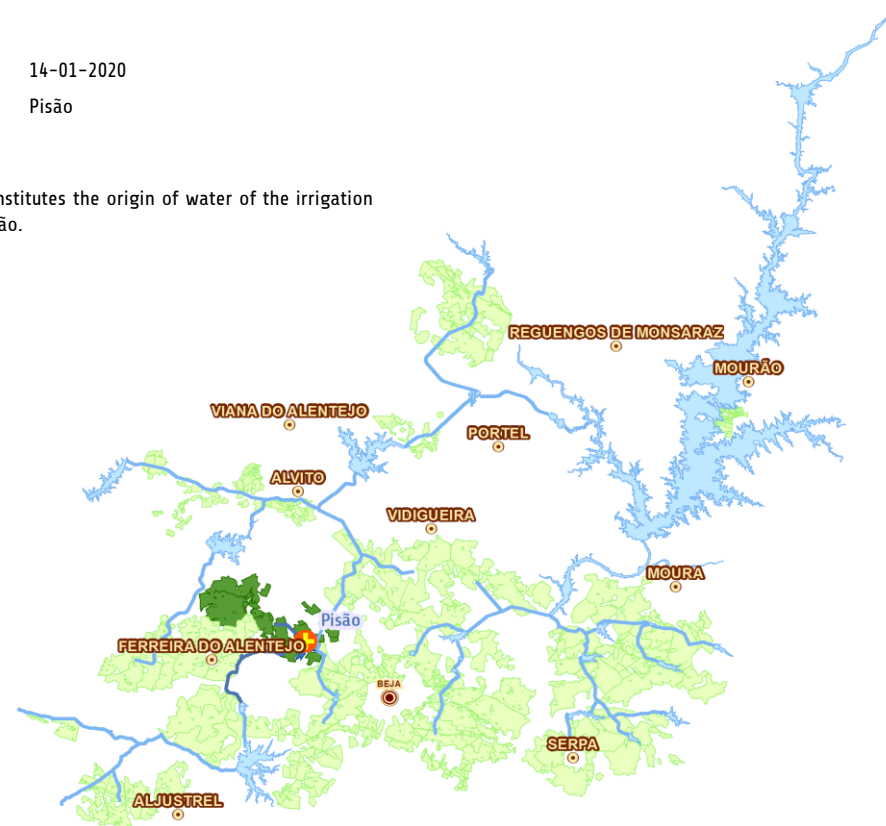 14-01-2020
Pisão
nstitutes the origin of water of the irrigation
ão.
REGUENGOS DE MONSARAZ
MOURÃO
VIANA DO ALENTEJO
PORTEL
ALVITO
VIDIGUEIRA
MOURA
Pisão
FERREIRA DO ALENTEJO
BEJA
SERPA
ALJUSTREL